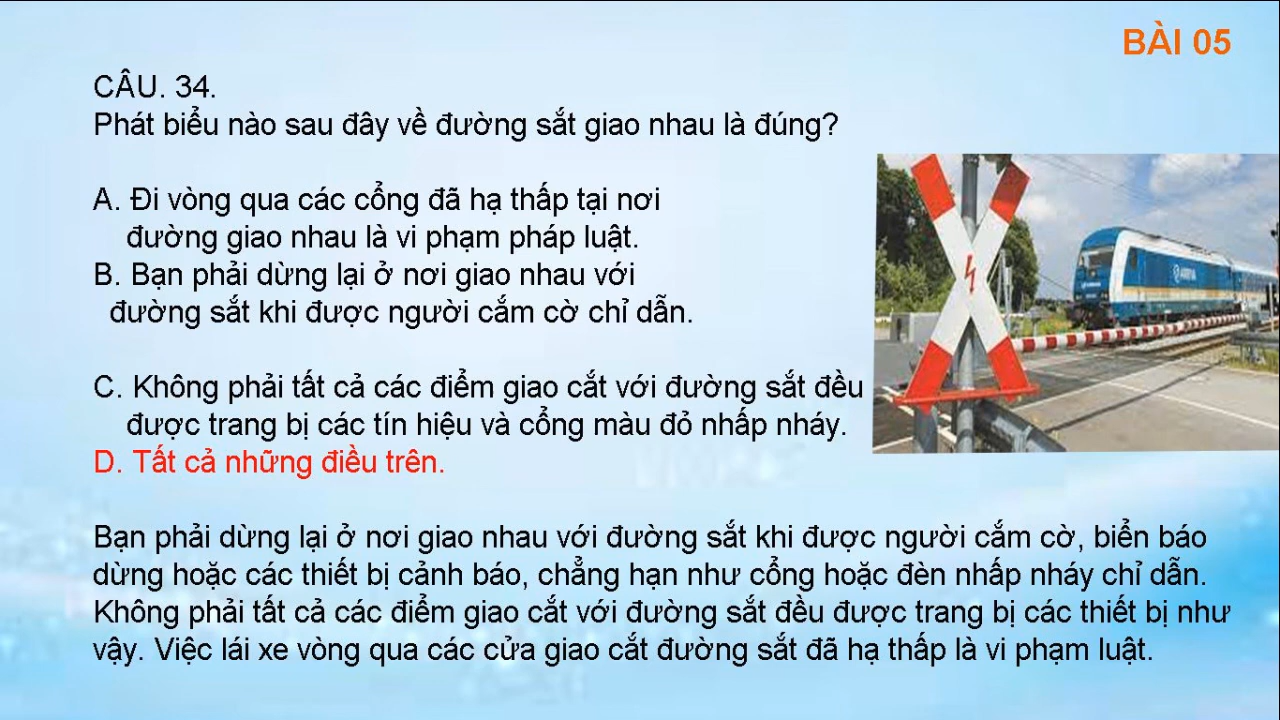 BÀI 05
CÂU. 34.
Phát biểu nào sau đây về đường sắt giao nhau là đúng?
A. Đi vòng qua các cổng đã hạ thấp tại nơi
đường giao nhau là vi phạm pháp luật.
B. Bạn phải dừng lại ở nơi giao nhau với
đường sắt khi được người cắm cờ chỉ dẫn.
C. Không phải tất cả các điểm giao cắt với đường sắt đều
được trang bị các tín hiệu và cổng màu đỏ nhấp nháy.
D. Tất cả những điều trên.
Bạn phải dừng lại ở nơi giao nhau với đường sắt khi được người cắm cờ, biển báo
dừng hoặc các thiết bị cảnh báo, chẳng hạn như cổng hoặc đèn nhấp nháy chỉ dẫn.
Không phải tất cả các điểm giao cắt với đường sắt đều được trang bị các thiết bị như
vậy. Việc lái xe vòng qua các cửa giao cắt đường sắt đã hạ thấp là vi phạm luật.